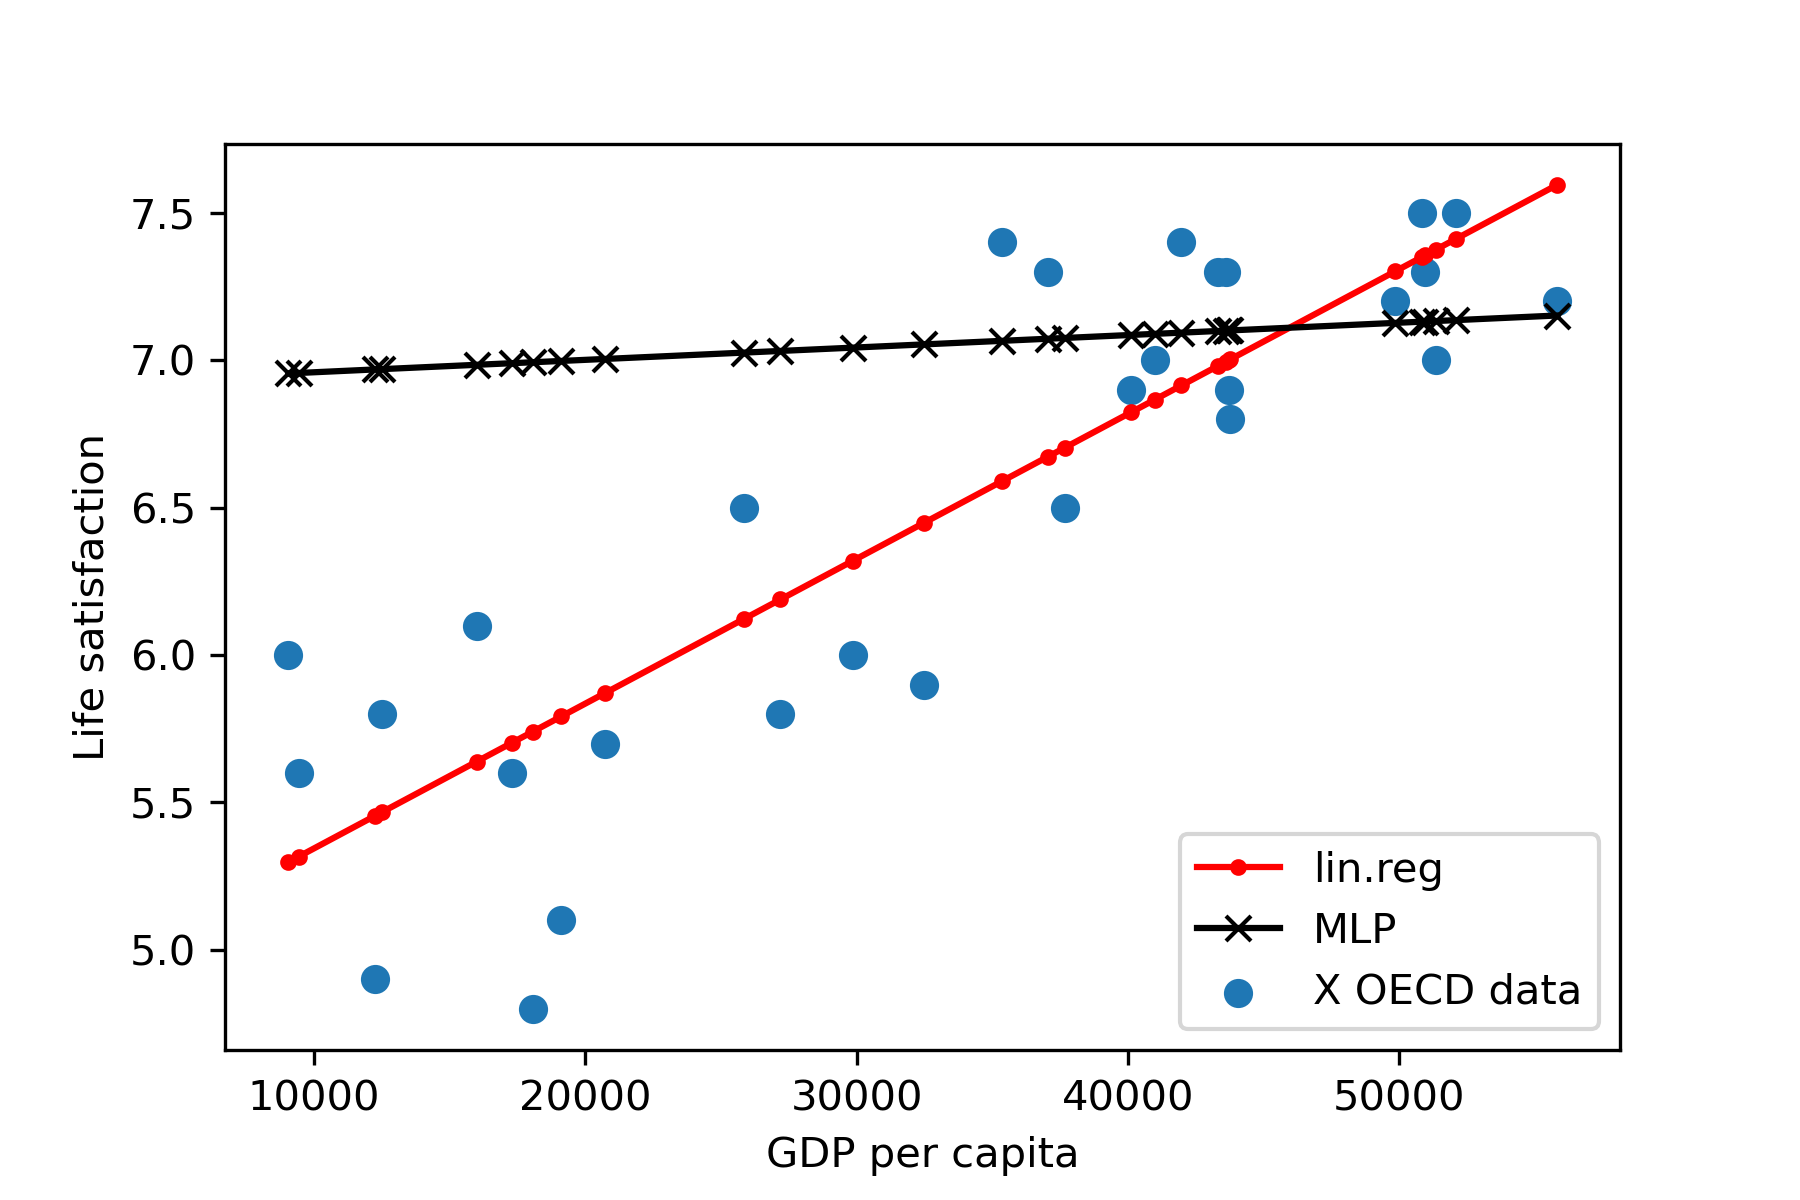 7.5
7.0
6.5
6.0
5.5
5.0
Life satisfaction
lin.reg
MLP
X OECD data
10000 20000 30000 40000 50000
GDP per capita